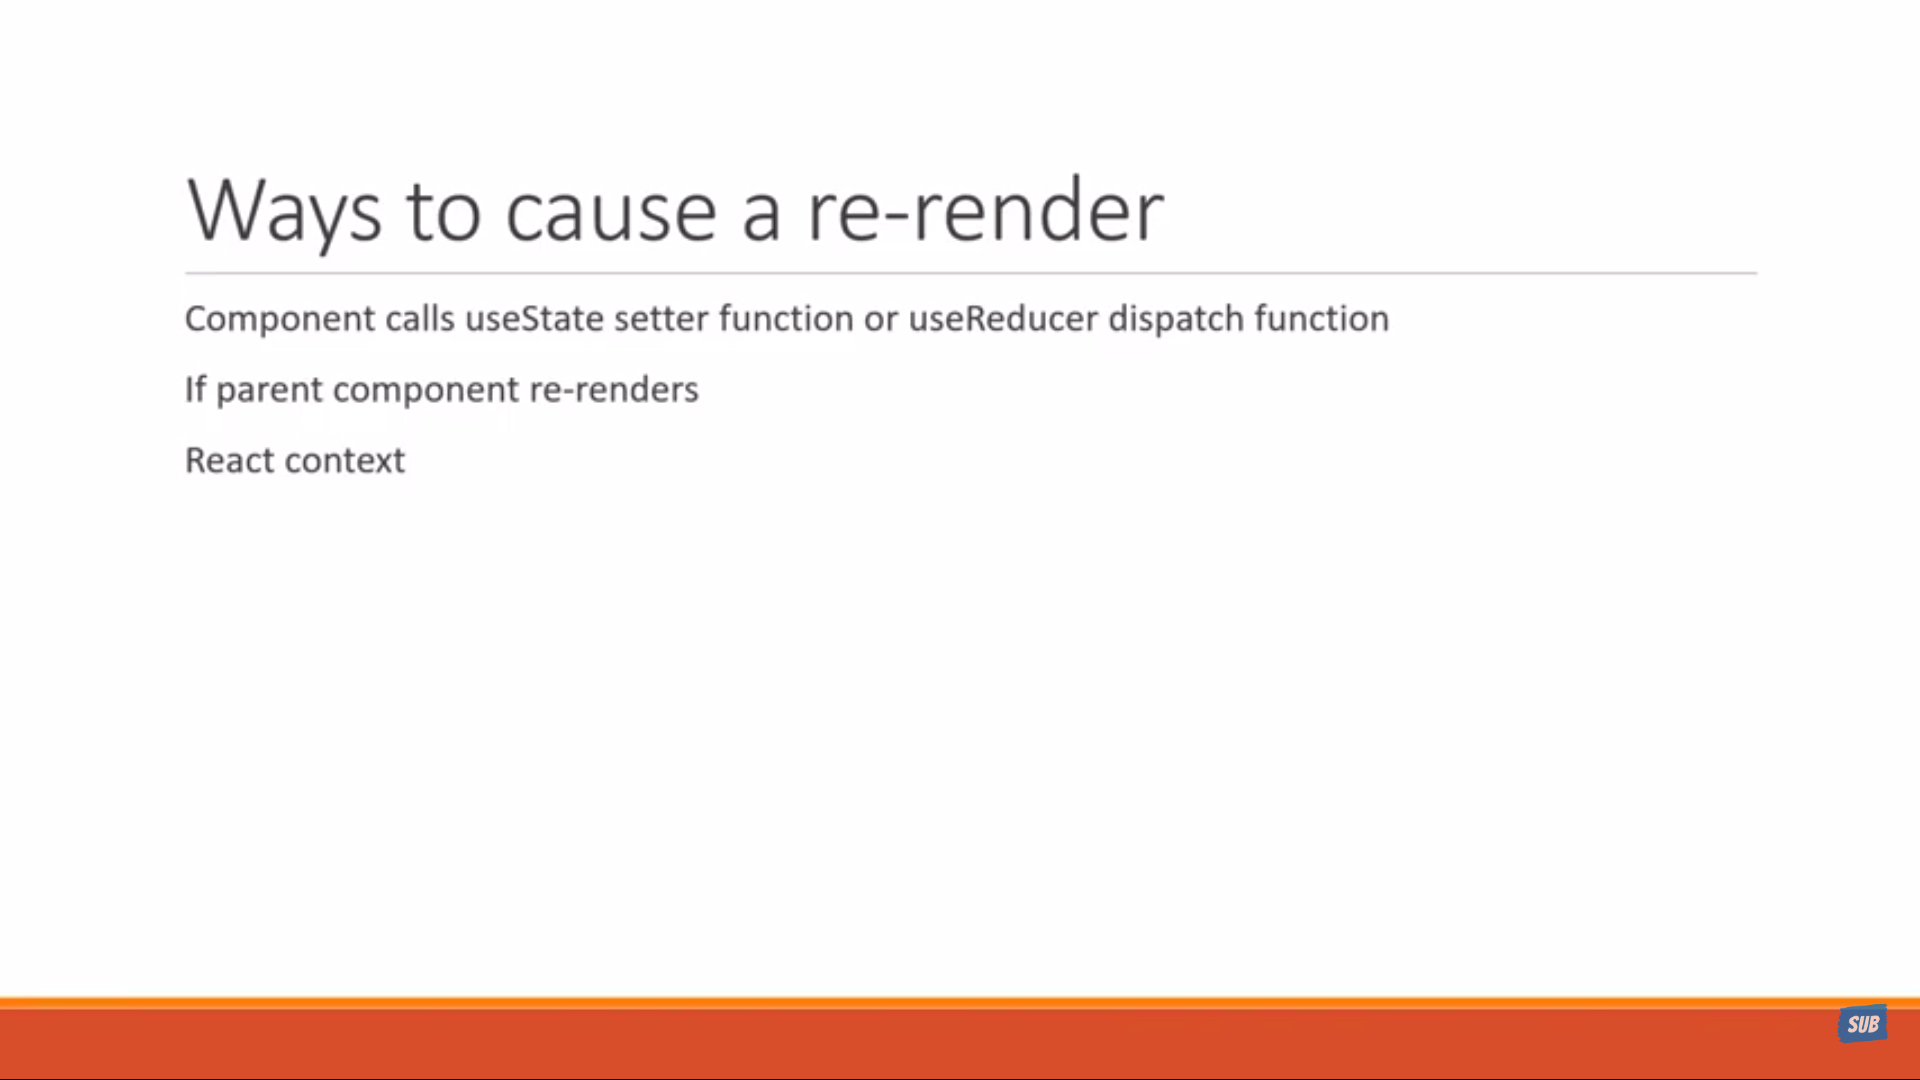 Ways to cause a re-render
Component calls useState setter function or useReducer dispatch function
If parent component re-renders
React context
SUB